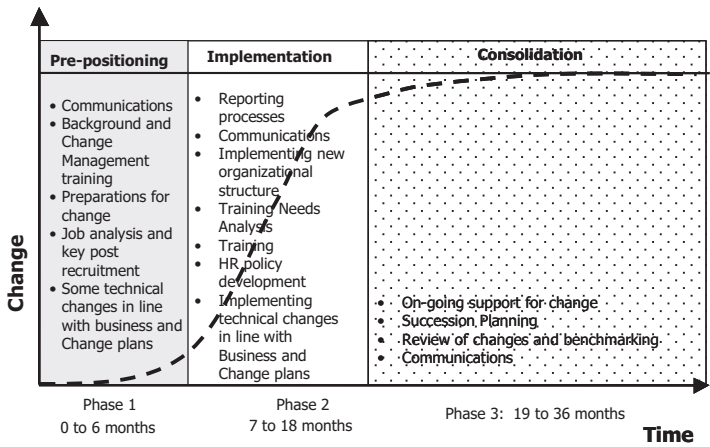 Pre-positioning
• Communications
• Background and
Change
Management
training
• Preparations for
change
• Job analysis and
key post
recruitment
• Some technical
changes in line
with business and
Change plans
Implementation
• Reporting
processes
• Communications
• Implementing new
organizational
structure
• Training Needs
Analysis
• Training
• HR policy
development
• Implementing
technical changes
in line with
Business and
Change plans
Consolidation
• On-going support for change
• Succession Planning
• Review of changes and benchmarking
• Communications
Change
Phase 1
0 to 6 months
Phase 2
7 to 18 months
Phase 3: 19 to 36 months
Time